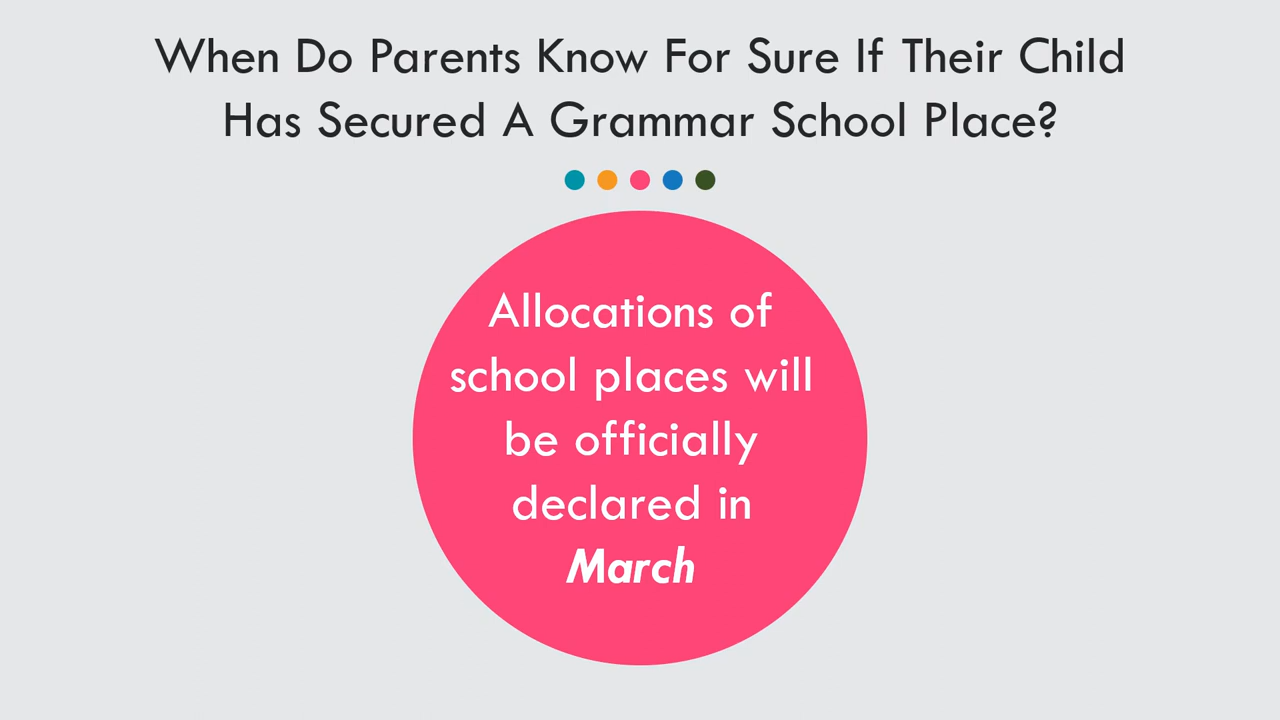 When Do Parents Know For Sure If Their Child
Has Secured A Grammar School Place?
Allocations of
school places will
be officially
declared in
March